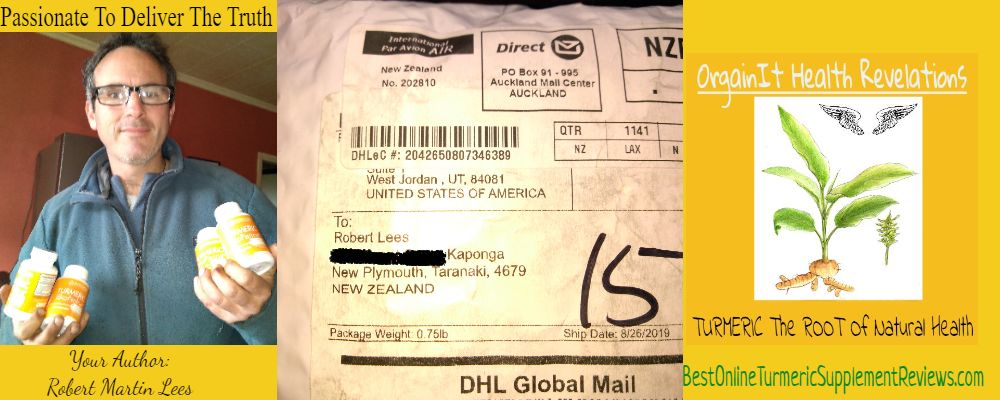 Passionate To Deliver The Truth
TURMERIC
TURMERIC
Your Author:
Robert Martin Lees
International
Par Avion AIR
New Zealand
No. 202810
Direct
PO Box 91 - 995
Auckland Mail Center
AUCKLAND
DHLeC #: 2042650807346389
QTR 1141
NZ LAX N
West Jordan , UT, 84081
UNITED STATES OF AMERICA
To:
Robert Lees
Kaponga
New Plymouth, Taranaki, 4679
NEW ZEALAND
15
Package Weight: 0.75lb Ship Date: 8/26/2019
DHL Global Mail
OrgainIt Health Revelations
TURMERIC The RooT of Natural Health
BestOnlineTurmericSupplementReviews.com